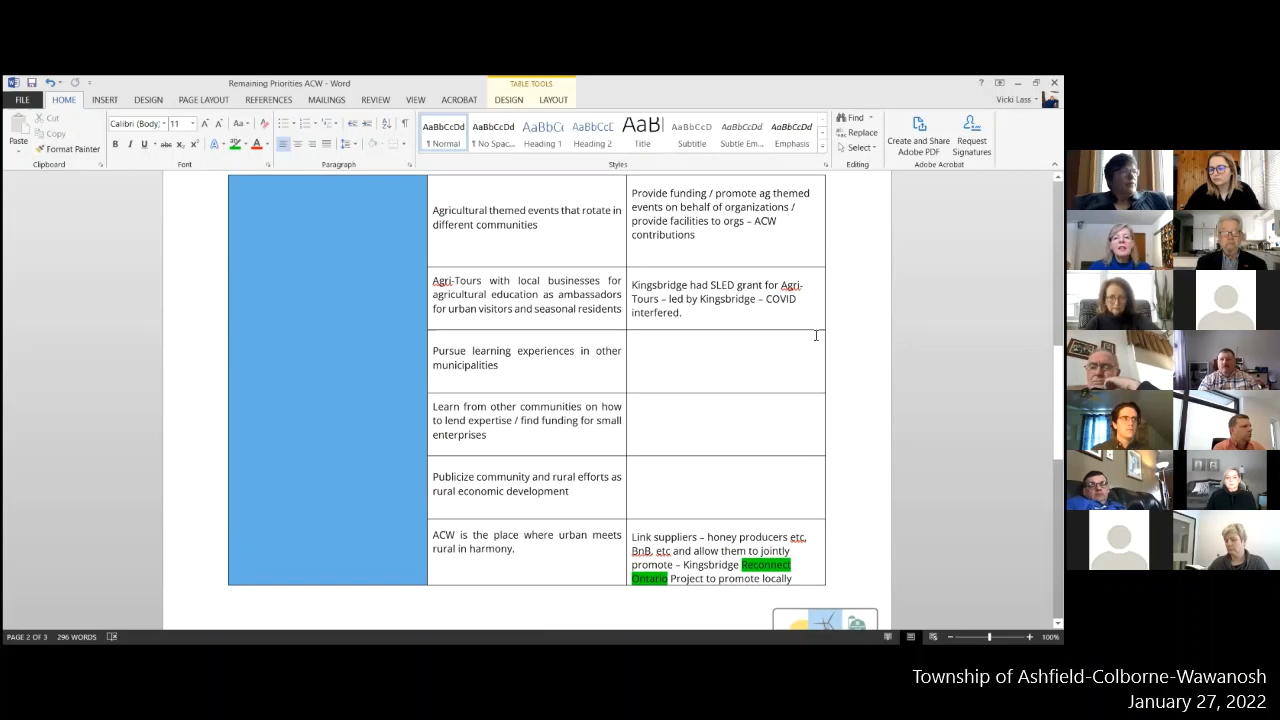 Remaining Priorities ACW - Word
TABLE TOOLS
FILE HOME INSERT DESIGN PAGE LAYOUT REFERENCES MAILINGS REVIEW VIEW ACROBAT DESIGN LAYOUT
Vicki Lass
Paste
Cut
Copy
Format Painter
Clipboard
Calibri (Body) 11
Font
Paragraph
AaBbCcDd AaBbCcDd AaBbC( AaBbCcC AaB AaBbCcD AaBbCcDd AaBbCcDd
¶ Normal ¶ No Spac... Heading 1 Heading 2 Title Subtitle Subtle Em... Emphasis
Styles
Find
Replace
Select
Editing
Create and Share
Adobe PDF
Request
Signatures
Adobe Acrobat
Agricultural themed events that rotate in
different communities
Provide funding / promote ag themed
events on behalf of organizations /
provide facilities to orgs – ACW
contributions
Agri-Tours with local businesses for
agricultural education as ambassadors
for urban visitors and seasonal residents
Kingsbridge had SLED grant for Agri-
Tours – led by Kingsbridge – COVID
interfered.
Pursue learning experiences in other
municipalities
Learn from other communities on how
to lend expertise / find funding for small
enterprises
Publicize community and rural efforts as
rural economic development
ACW is the place where urban meets
rural in harmony.
Link suppliers – honey producers etc,
BnB, etc and allow them to jointly
promote – Kingsbridge Reconnect
Ontario Project to promote locally
PAGE 2 OF 3 296 WORDS
100%
Township of Ashfield-Colborne-Wawanosh
January 27, 2022